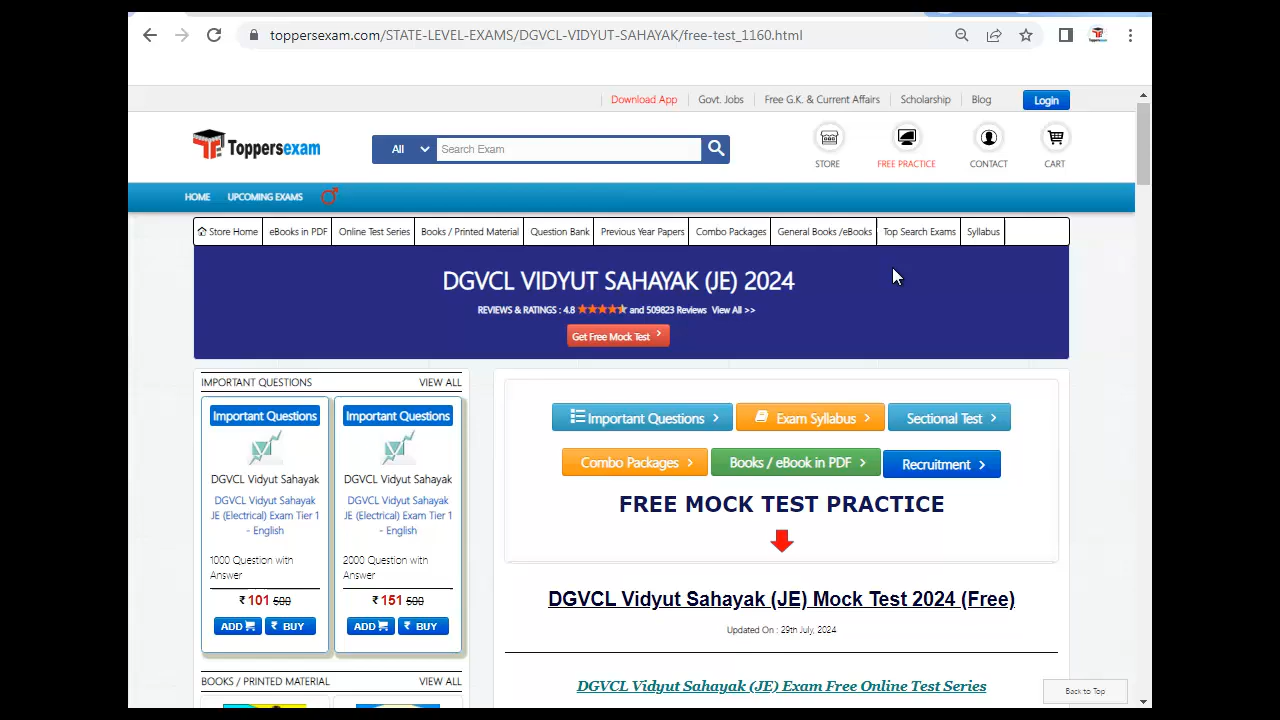 toppersexam.com/STATE-LEVEL-EXAMS/DGVCL-VIDYUT-SAHAYAK/free-test_1160.html
Download App Govt. Jobs Free G.K. & Current Affairs Scholarship Blog Login
Toppersexam All Search Exam
STORE FREE PRACTICE CONTACT CART
HOME UPCOMING EXAMS
Store Home eBooks in PDF Online Test Series Books / Printed Material Question Bank Previous Year Papers Combo Packages General Books /eBooks Top Search Exams Syllabus
DGVCL VIDYUT SAHAYAK (JE) 2024
REVIEWS & RATINGS : 4.8 and 509823 Reviews View All >>
Get Free Mock Test
IMPORTANT QUESTIONS VIEW ALL
Important Questions
DGVCL Vidyut Sahayak
DGVCL Vidyut Sahayak
JE (Electrical) Exam Tier 1
- English
1000 Question with
Answer
₹ 101 500
ADD ₹ BUY
Important Questions
DGVCL Vidyut Sahayak
DGVCL Vidyut Sahayak
JE (Electrical) Exam Tier 1
- English
2000 Question with
Answer
₹ 151 500
ADD ₹ BUY
BOOKS / PRINTED MATERIAL VIEW ALL
Important Questions Exam Syllabus Sectional Test
Combo Packages Books / eBook in PDF Recruitment
FREE MOCK TEST PRACTICE
DGVCL Vidyut Sahayak (JE) Mock Test 2024 (Free)
Updated On : 29th July, 2024
DGVCL Vidyut Sahayak (JE) Exam Free Online Test Series
Back to Top